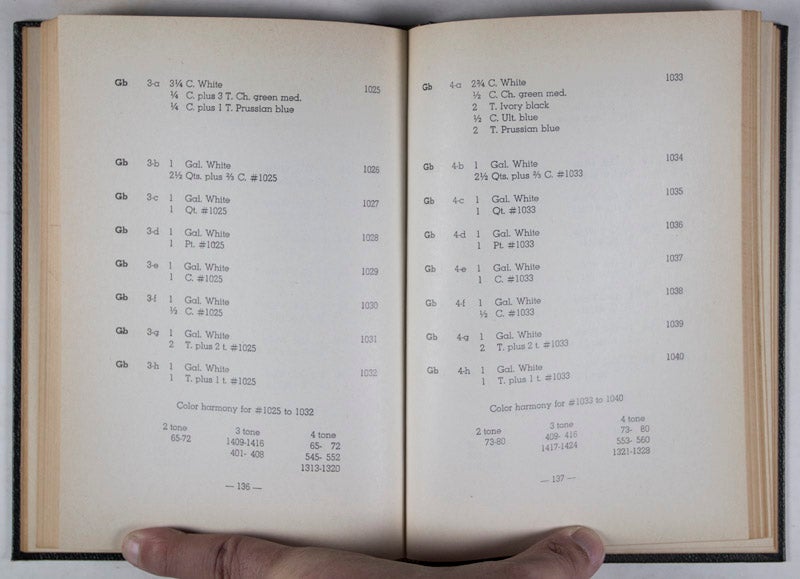 Gb 3-a 3¼ C. White 1025
¼ C. plus 3 T. Ch. green med.
¼ C. plus 1 T. Prussian blue
Gb 3-b 1 Gal. White 1026
2½ Qts. plus ⅔ C. #1025
Gb 3-c 1 Gal. White 1027
1 Qt. #1025
Gb 3-d 1 Gal. White 1028
1 Pt. #1025
Gb 3-e 1 Gal. White 1029
1 C. #1025
Gb 3-f 1 Gal. White 1030
½ C. #1025
Gb 3-g 1 Gal. White 1031
2 T. plus 2 t. #1025
Gb 3-h 1 Gal. White 1032
1 T. plus 1 t. #1025
Color harmony for #1025 to 1032
2 tone 3 tone 4 tone
65-72 1409-1416 65- 72
401- 408 545- 552
1313-1320
— 136 —
Gb 4-a 2¾ C. White 1033
½ C. Ch. green med.
2 T. Ivory black
½ C. Ult. blue
2 T. Prussian blue
Gb 4-b 1 Gal. White 1034
2½ Qts. plus ⅔ C. #1033
Gb 4-c 1 Gal. White 1035
1 Qt. #1033
Gb 4-d 1 Gal. White 1036
1 Pt. #1033
Gb 4-e 1 Gal. White 1037
1 C. #1033
Gb 4-f 1 Gal. White 1038
½ C. #1033
Gb 4-g 1 Gal. White 1039
2 T. plus 2 t. #1033
Gb 4-h 1 Gal. White 1040
1 T. plus 1 t. #1033
Color harmony for #1033 to 1040
2 tone 3 tone 4 tone
73-80 409- 416 73- 80
1417-1424 553- 560
1321-1328
— 137 —